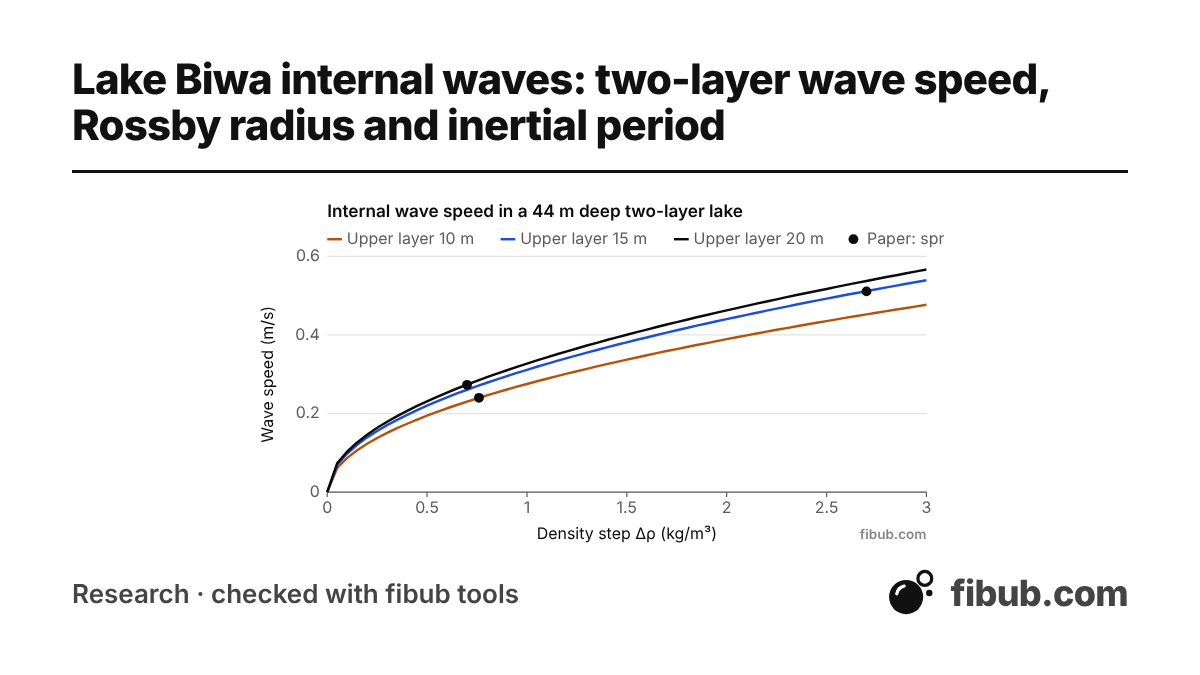 Lake Biwa internal waves: two-layer wave speed,
Rossby radius and inertial period
Internal wave speed in a 44 m deep two-layer lake
Upper layer 10 m Upper layer 15 m Upper layer 20 m Paper: spr
0.6
0.4
0.2
0
Wave speed (m/s)
0 0.5 1 1.5 2 2.5 3
Density step Δρ (kg/m³)
fibub.com
Research · checked with fibub tools
fibub.com